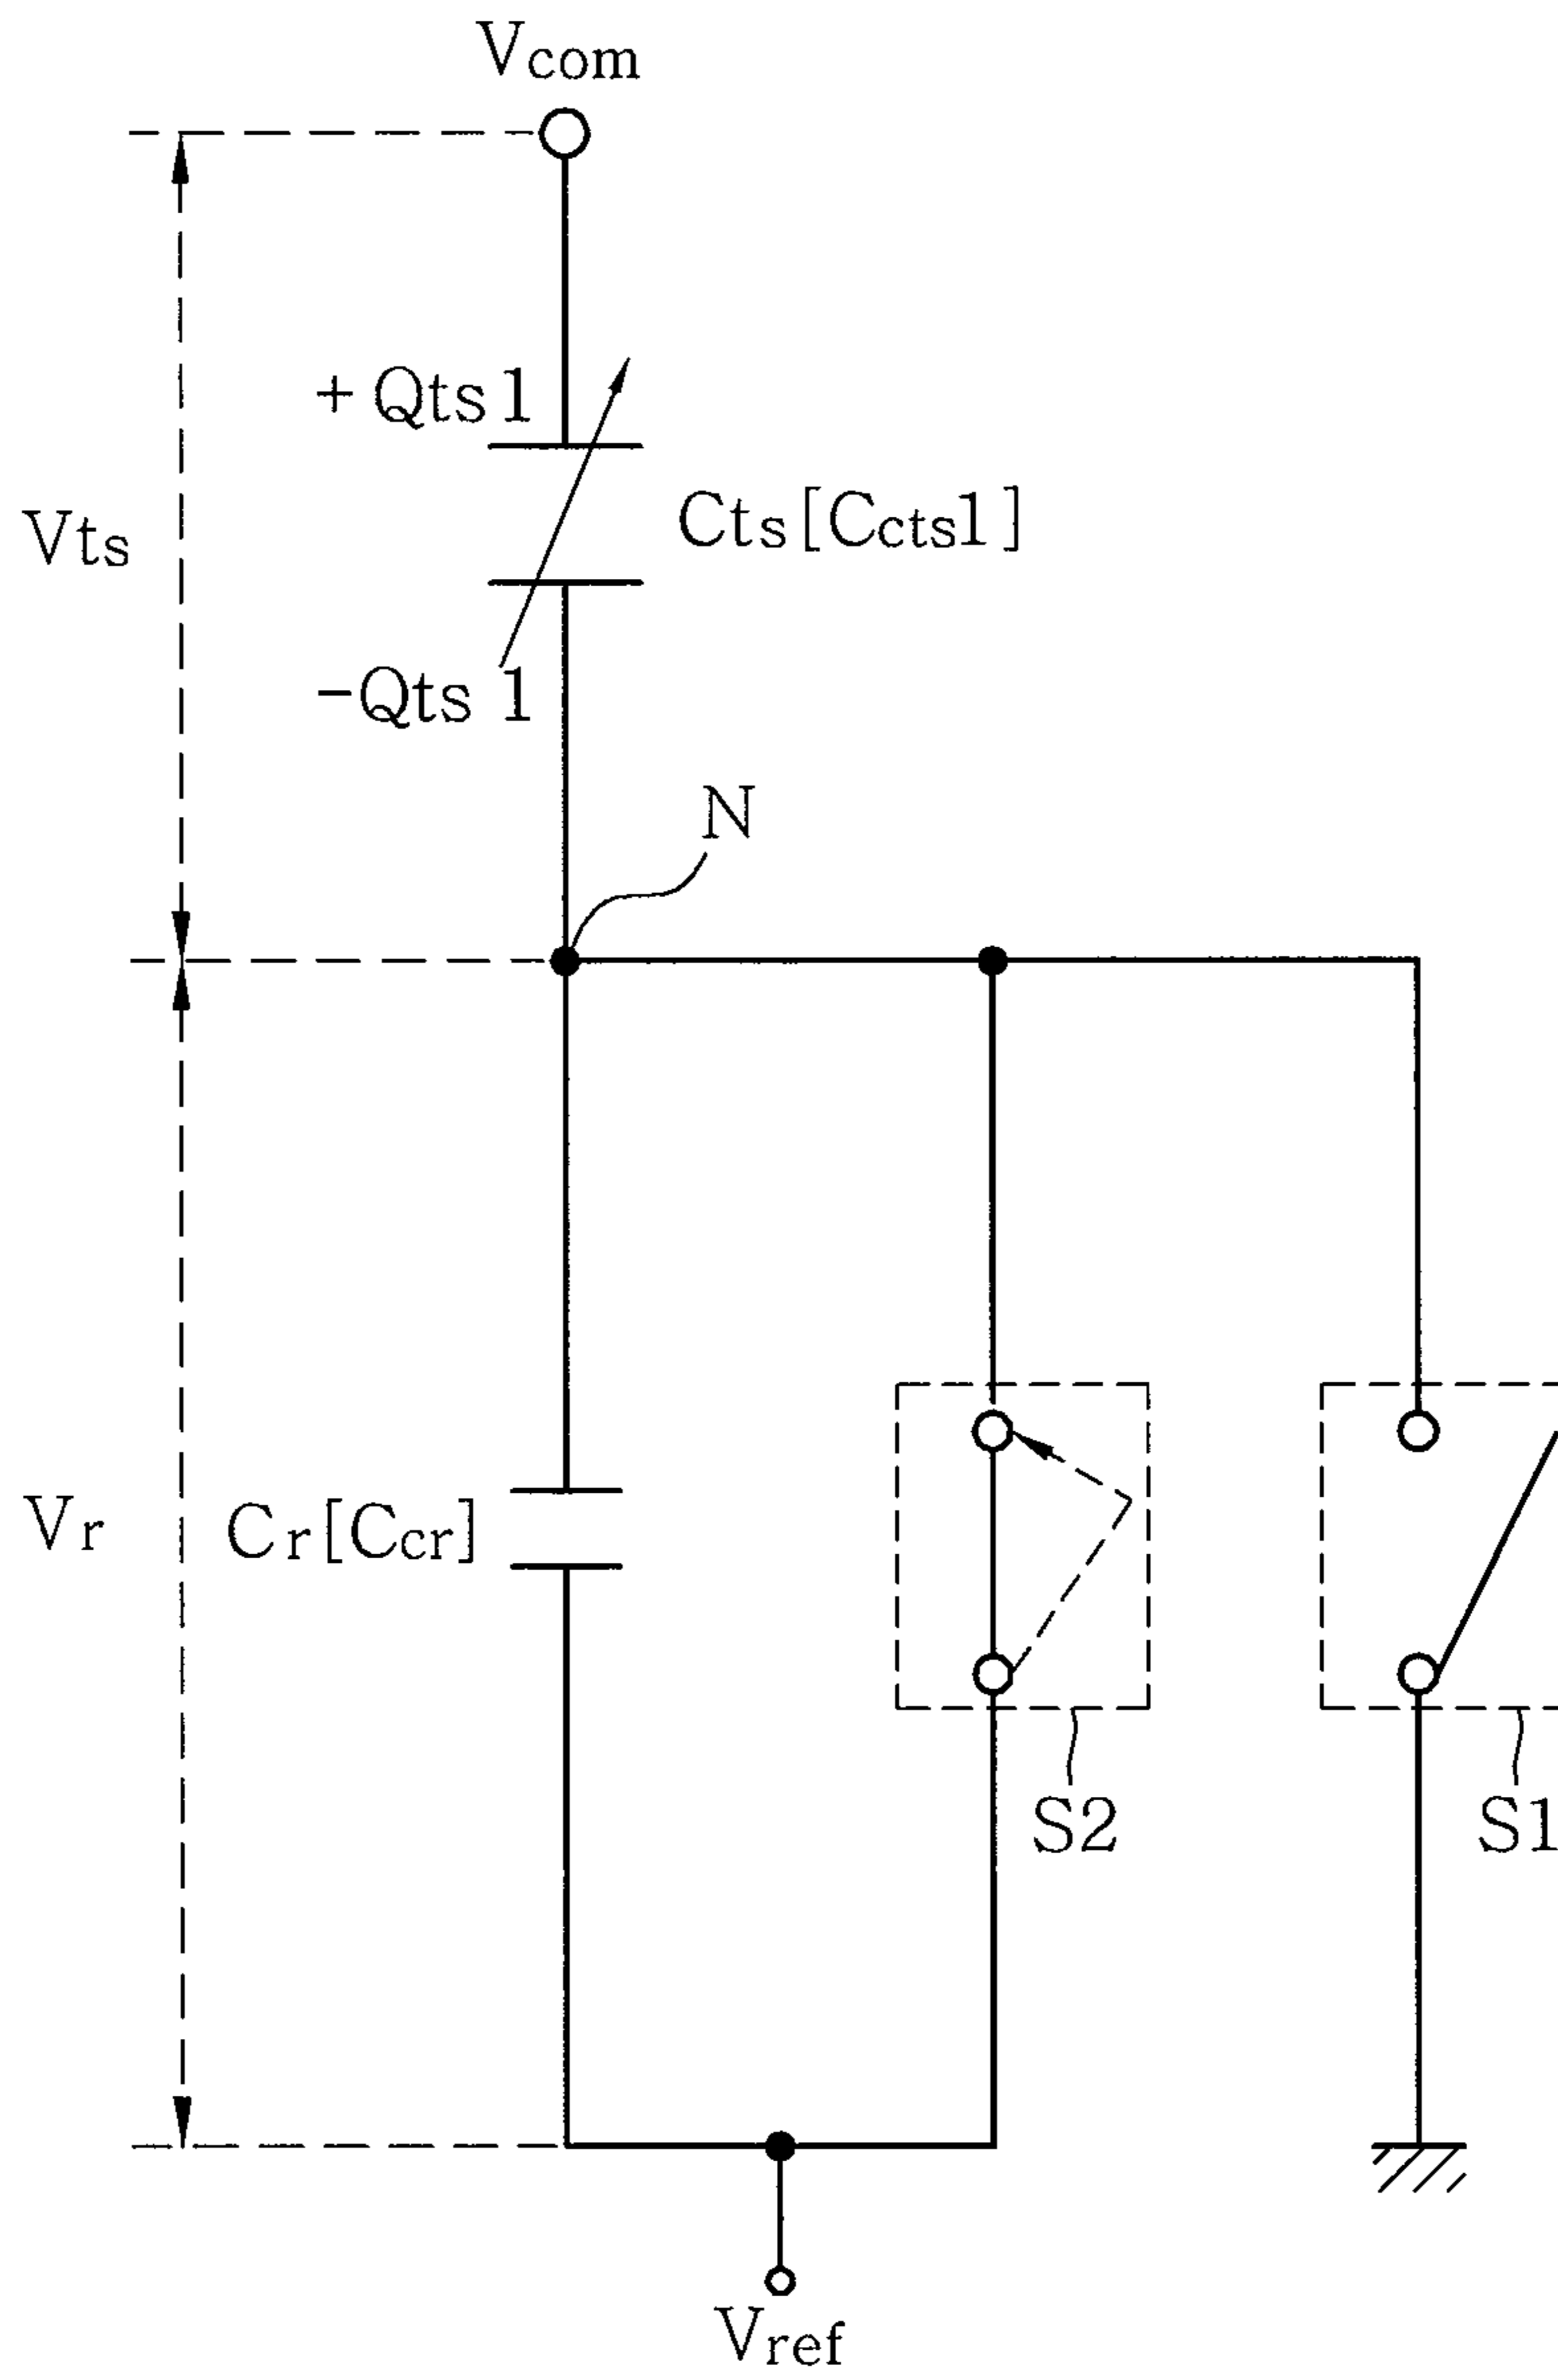 Vcom
+Qts1
Vts
Cts[Ccts1]
-Qts1
N
Vr
Cr[Ccr]
S2
S1
Vref